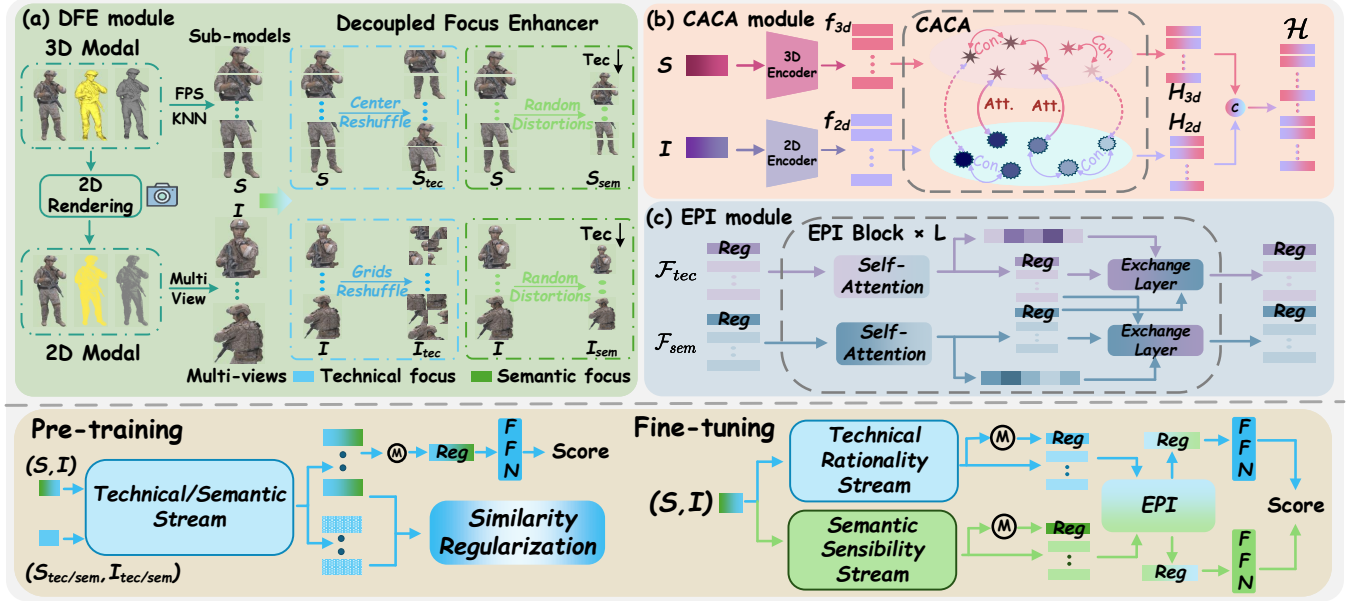 (a) DFE module
3D Modal
FPS
KNN
2D
Rendering
2D Modal
Multi
View
Sub-models
S
I
Multi-views
Decoupled Focus Enhancer
Center
Reshuffle
S
S_tec
Tec
Random
Distortions
S
S_sem
Grids
Reshuffle
I
I_tec
Tec
Random
Distortions
I
I_sem
Technical focus
Semantic focus
(b) CACA module
S
3D
Encoder
f_3d
I
2D
Encoder
f_2d
CACA
Con.
Con.
Att.
Att.
Con.
Con.
H_3d
H_2d
C
ℋ
(c) EPI module
EPI Block × L
ℱ_tec
Reg
Self-
Attention
Reg
Exchange
Layer
Reg
ℱ_sem
Reg
Self-
Attention
Reg
Exchange
Layer
Reg
Pre-training
(S,I)
(S_tec/sem, I_tec/sem)
Technical/Semantic
Stream
M
Reg
F
F
N
Score
Similarity
Regularization
Fine-tuning
(S,I)
Technical
Rationality
Stream
M
Reg
Semantic
Sensibility
Stream
M
Reg
EPI
Reg
Reg
F
F
N
F
F
N
Score